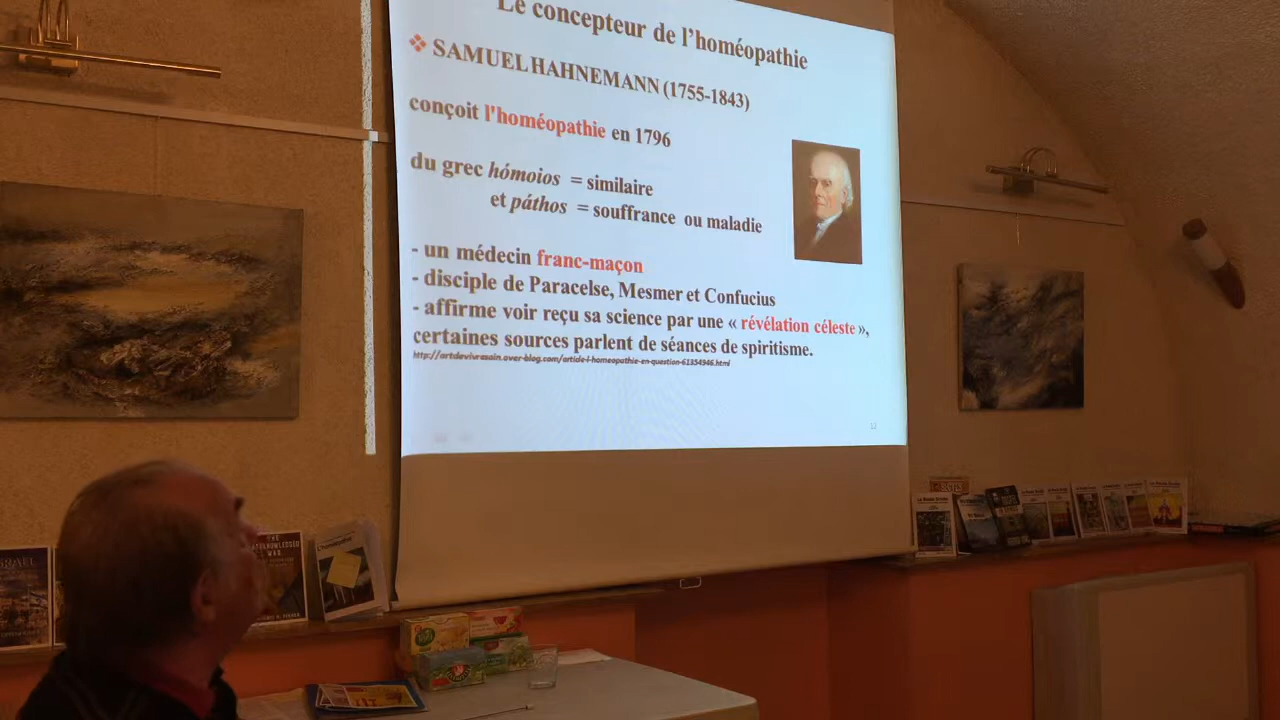 Le concepteur de l'homéopathie
❖ SAMUEL HAHNEMANN (1755-1843)
conçoit l'homéopathie en 1796
du grec hómoios = similaire
et páthos = souffrance ou maladie
- un médecin franc-maçon
- disciple de Paracelse, Mesmer et Confucius
- affirme voir reçu sa science par une « révélation céleste »,
certaines sources parlent de séances de spiritisme.
http://artdevivresain.over-blog.com/article-l-homeopathie-en-question-61354946.html
12